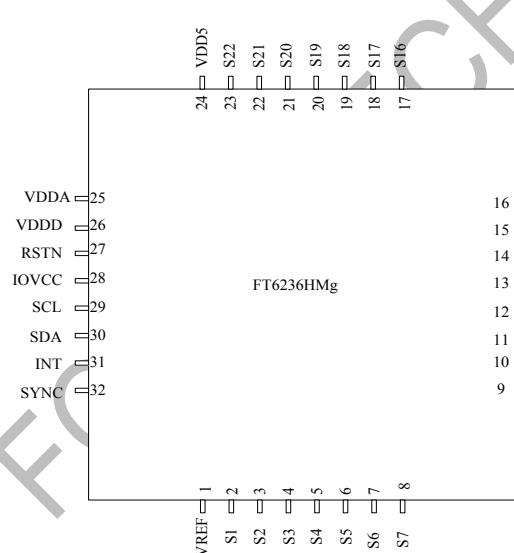 VDD5 S22 S21 S20 S19 S18 S17 S16
24 23 22 21 20 19 18 17
VDDA 25
VDDD 26
RSTN 27
IOVCC 28
SCL 29
SDA 30
INT 31
SYNC 32
FT6236HMg
16
15
14
13
12
11
10
9
1 2 3 4 5 6 7 8
VREF S1 S2 S3 S4 S5 S6 S7